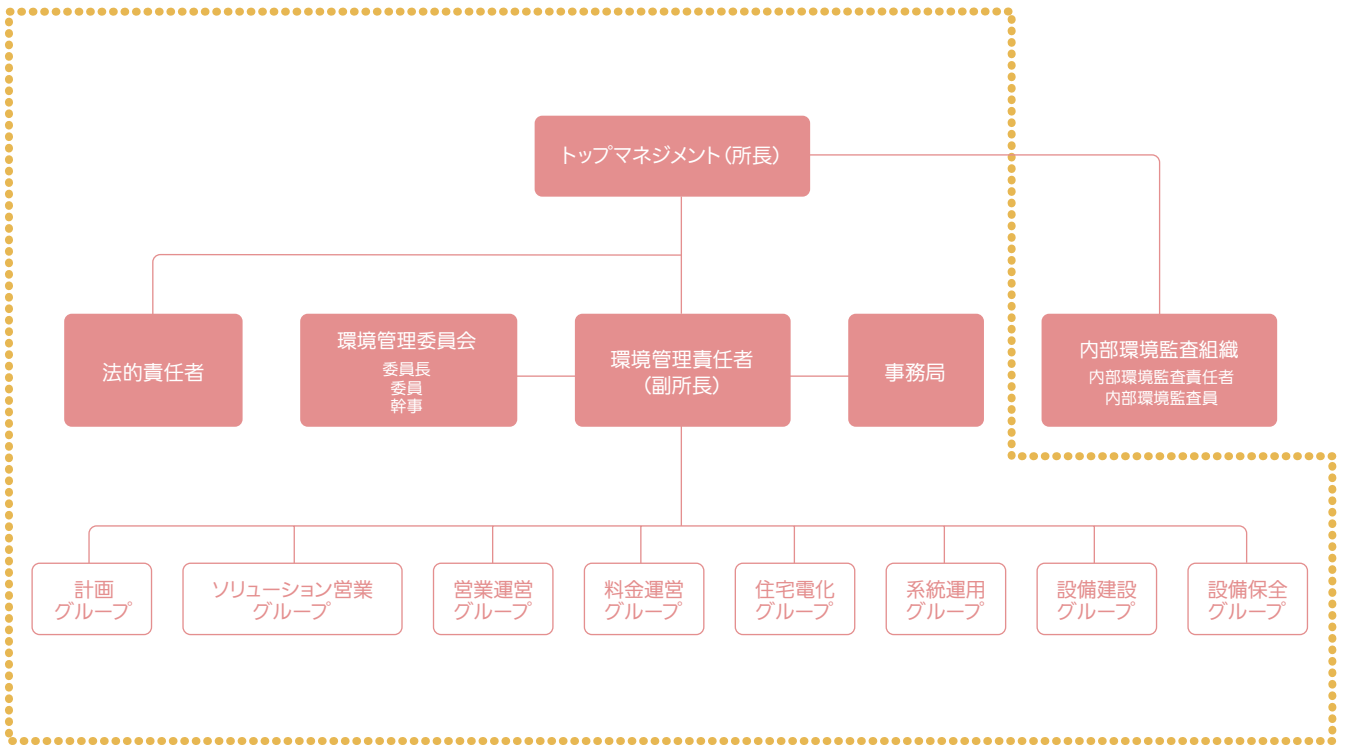 トップマネジメント(所長)
法的責任者
環境管理委員会
委員長
委員
幹事
環境管理責任者
(副所長)
事務局
内部環境監査組織
内部環境監査責任者
内部環境監査員
計画
グループ
ソリューション営業
グループ
営業運営
グループ
料金運営
グループ
住宅電化
グループ
系統運用
グループ
設備建設
グループ
設備保全
グループ